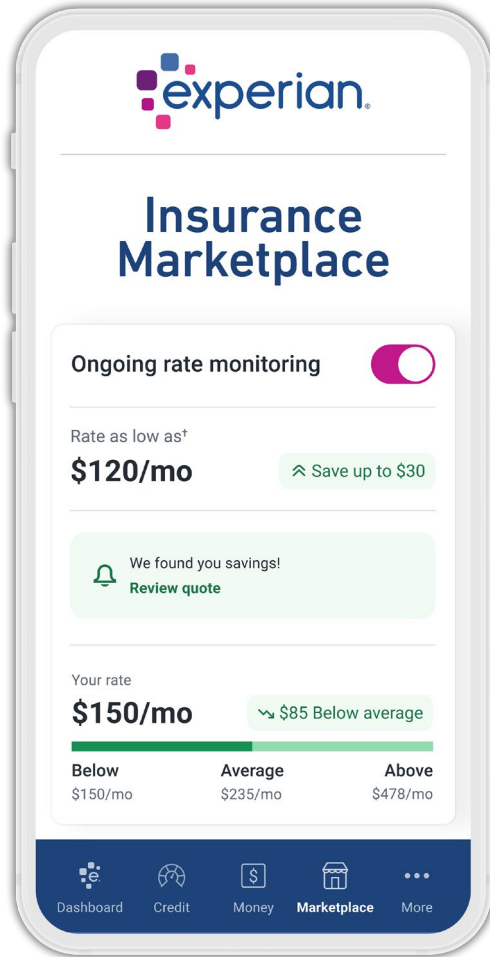 experian.
Insurance
Marketplace
Ongoing rate monitoring
Rate as low as†
$120/mo
Save up to $30
We found you savings!
Review quote
Your rate
$150/mo
$85 Below average
Below Average Above
$150/mo $235/mo $478/mo
Dashboard Credit Money Marketplace More